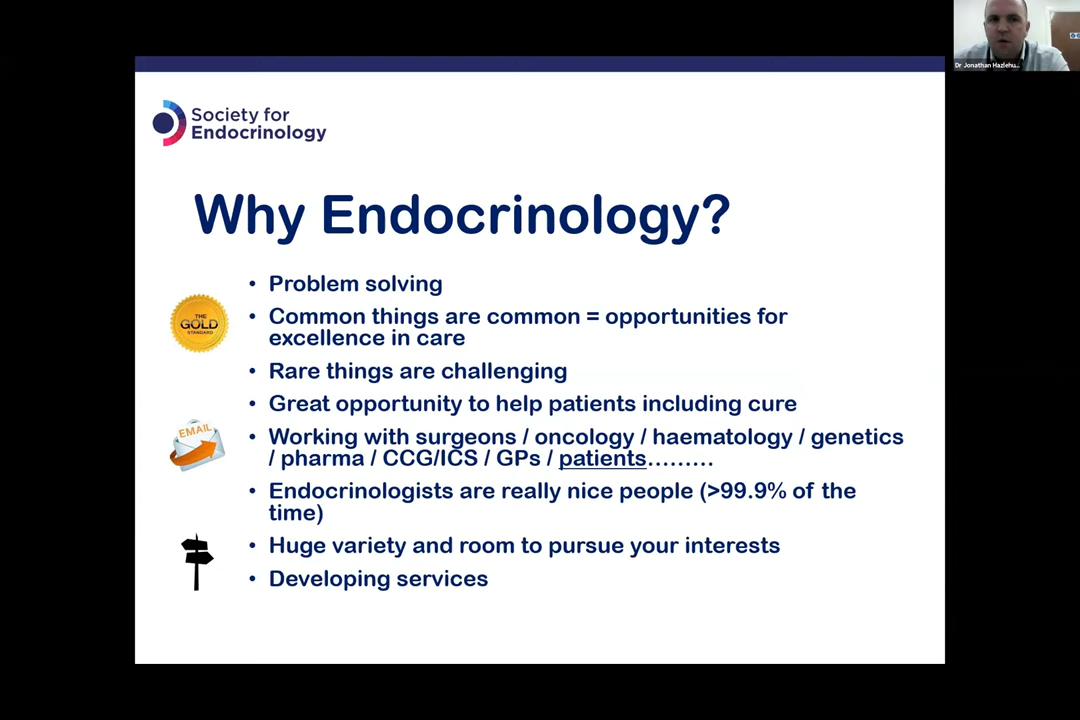 Dr Jonathan Hazlehu...
Society for
Endocrinology
Why Endocrinology?
• Problem solving
THE
GOLD
STANDARD
• Common things are common = opportunities for
excellence in care
• Rare things are challenging
• Great opportunity to help patients including cure
EMAIL
• Working with surgeons / oncology / haematology / genetics
/ pharma / CCG/ICS / GPs / patients.........
• Endocrinologists are really nice people (>99.9% of the
time)
• Huge variety and room to pursue your interests
• Developing services